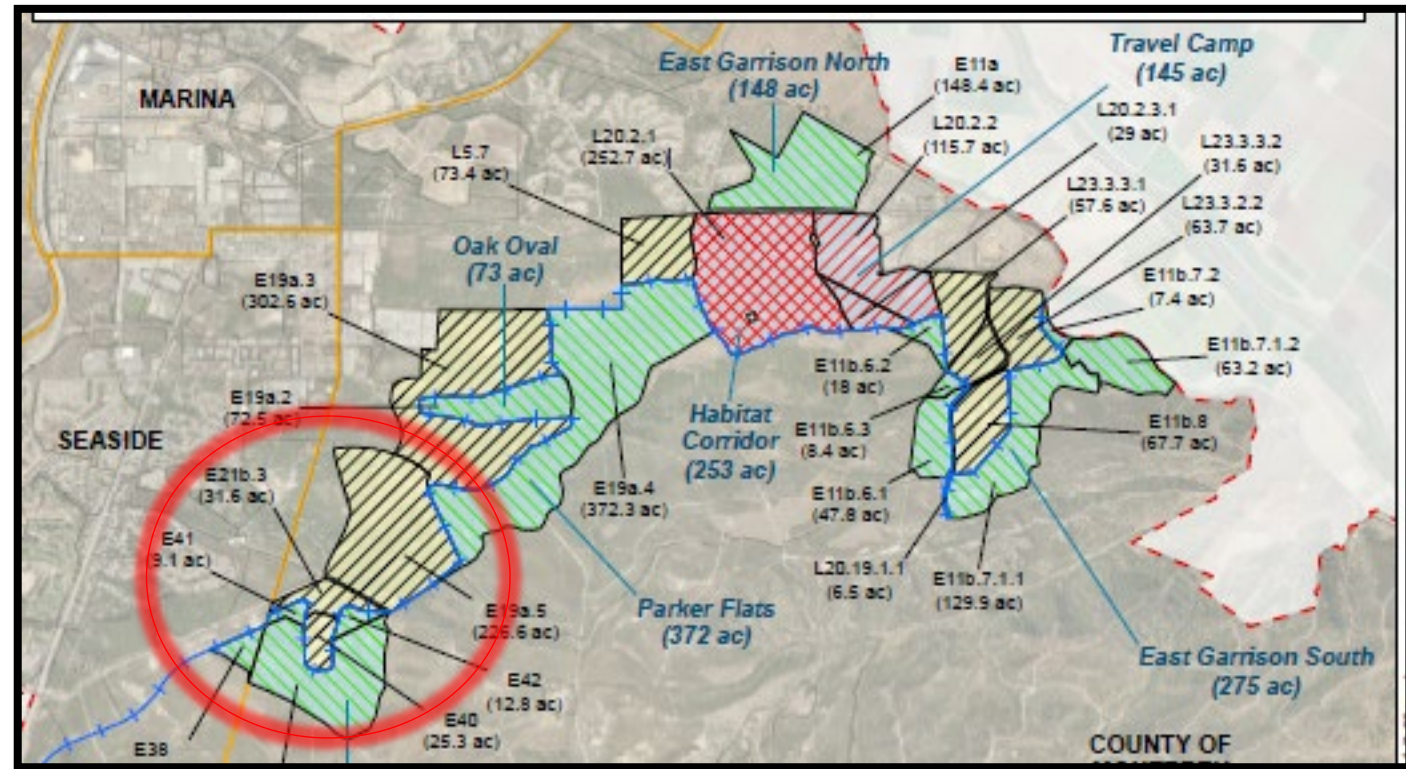 MARINA
East Garrison North
(148 ac)
E11a
(148.4 ac)
Travel Camp
(145 ac)
L20.2.1
(252.7 ac)
L20.2.2
(115.7 ac)
L20.2.3.1
(29 ac)
L5.7
(73.4 ac)
L23.3.3.2
(31.6 ac)
L23.3.3.1
(57.6 ac)
L23.3.2.2
(63.7 ac)
Oak Oval
(73 ac)
E19a.3
(302.6 ac)
E11b.7.2
(7.4 ac)
E11b.7.1.2
(63.2 ac)
E11b.6.2
(18 ac)
E19a.2
(72.5 ac)
Habitat
Corridor
(253 ac)
E11b.6.3
(8.4 ac)
E11b.8
(67.7 ac)
SEASIDE
E21b.3
(31.6 ac)
E19a.4
(372.3 ac)
E11b.6.1
(47.8 ac)
E41
(9.1 ac)
L20.19.1.1
(6.5 ac)
E11b.7.1.1
(129.9 ac)
E19a.5
(226.6 ac)
Parker Flats
(372 ac)
East Garrison South
(275 ac)
E42
(12.8 ac)
E40
(25.3 ac)
E38
COUNTY OF